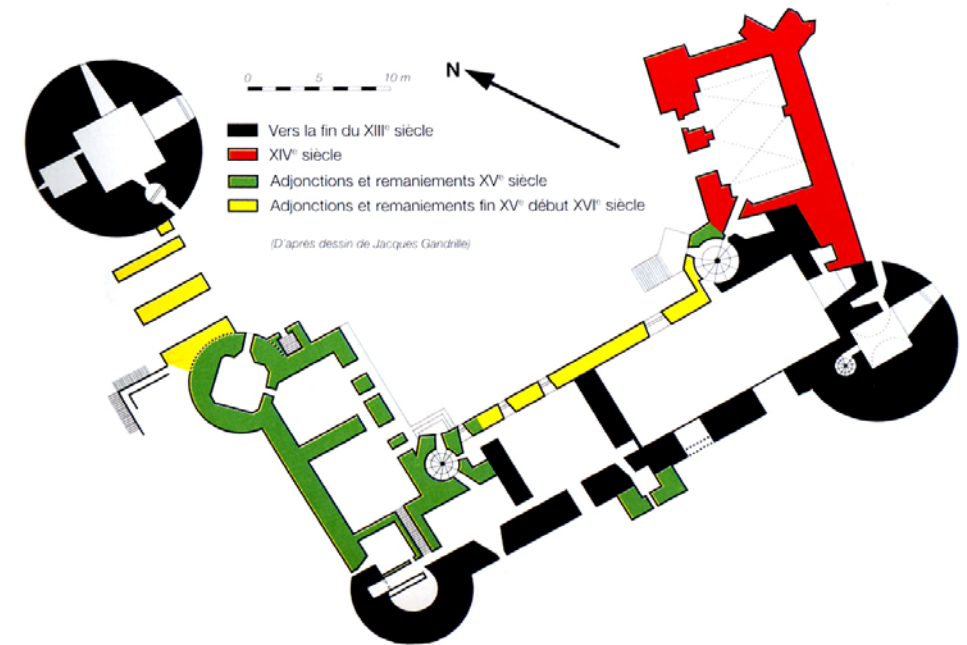 0 5 10 m
N
Vers la fin du XIIIe siècle
XIVe siècle
Adjonctions et remaniements XVe siècle
Adjonctions et remaniements fin XVe début XVIe siècle
(D'après dessin de Jacques Gandrille)